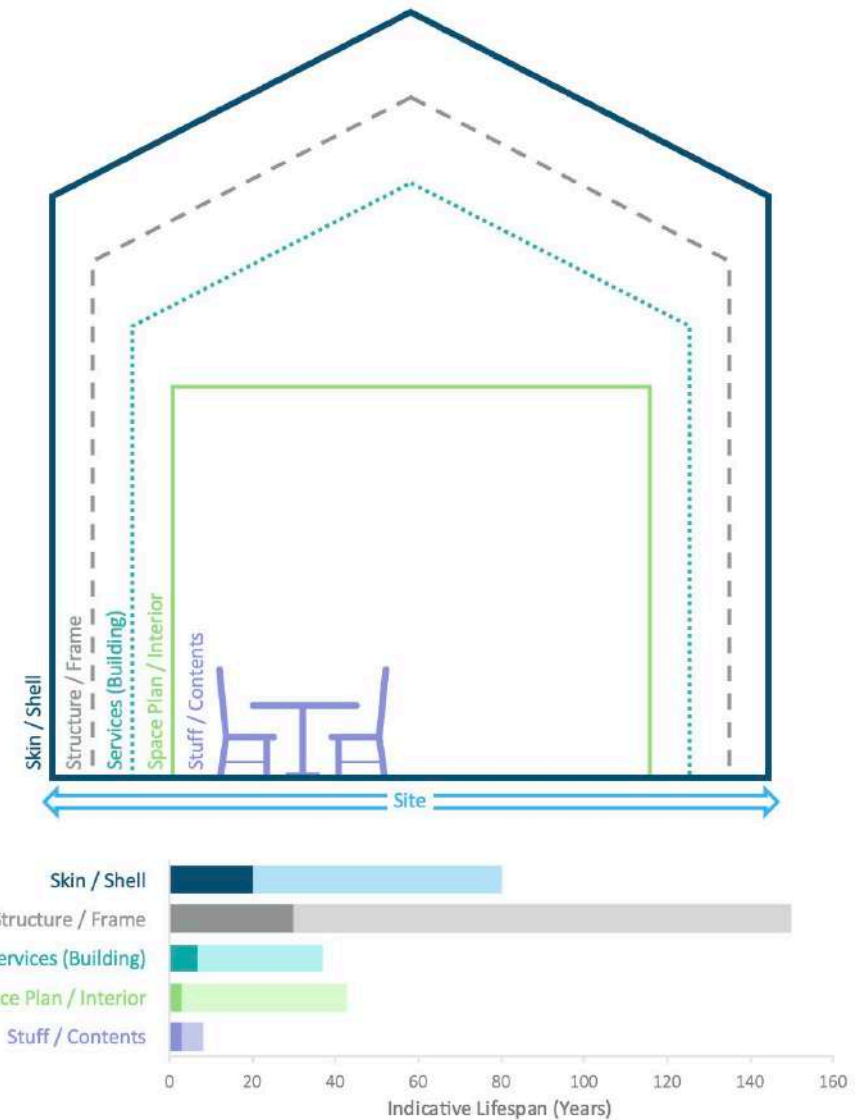 Skin / Shell
Structure / Frame
Services (Building)
Space Plan / Interior
Stuff / Contents
Site
Skin / Shell
tructure / Frame
ervices (Building)
ce Plan / Interior
Stuff / Contents
0 20 40 60 80 100 120 140 160
Indicative Lifespan (Years)